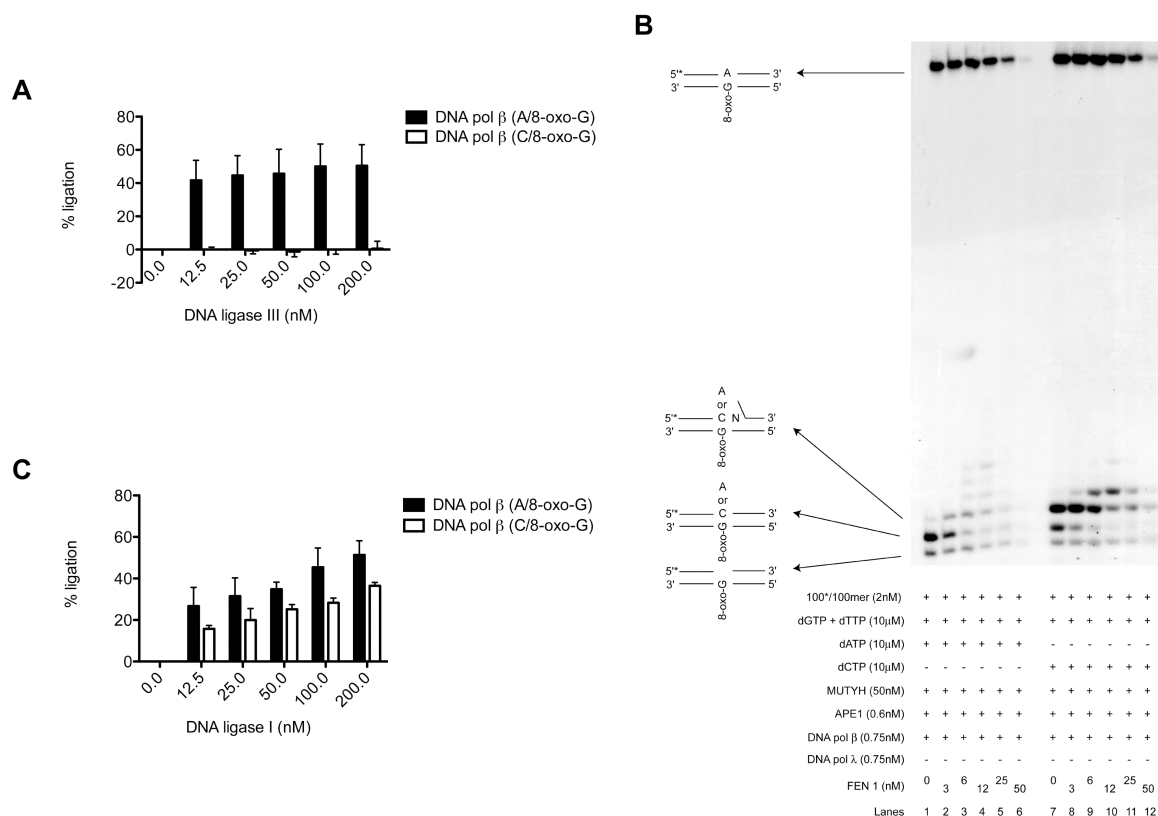 A
DNA pol β (A/8-oxo-G)
DNA pol β (C/8-oxo-G)
80
60
40
20
0
-20
% ligation
0.0
12.5
25.0
50.0
100.0
200.0
DNA ligase III (nM)
C
DNA pol β (A/8-oxo-G)
DNA pol β (C/8-oxo-G)
80
60
40
20
0
% ligation
0.0
12.5
25.0
50.0
100.0
200.0
DNA ligase I (nM)
B
5'* A 3'
3' G 5'
8-oxo-G
A
or
5'* C N 3'
3' 8-oxo-G 5'
A
or
5'* C 3'
3' 8-oxo-G 5'
5'* 3'
3' 8-oxo-G 5'
100*/100mer (2nM) + + + + + + + + + + + +
dGTP + dTTP (10μM) + + + + + + + + + + + +
dATP (10μM) + + + + + + - - - - - -
dCTP (10μM) - - - - - - + + + + + +
MUTYH (50nM) + + + + + + + + + + + +
APE1 (0.6nM) + + + + + + + + + + + +
DNA pol β (0.75nM) + + + + + + + + + + + +
DNA pol λ (0.75nM) - - - - - - - - - - - -
FEN 1 (nM) 0 3 6 12 25 50 0 3 6 12 25 50
Lanes 1 2 3 4 5 6 7 8 9 10 11 12